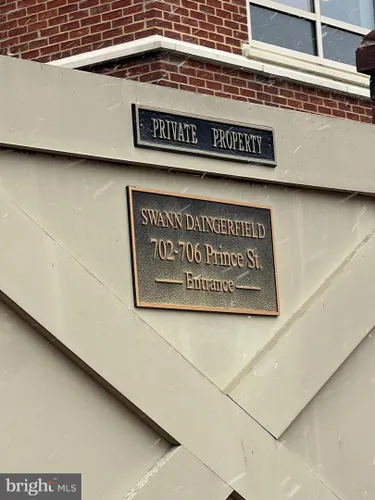 PRIVATE PROPERTY
SWANN DAINGERFIELD
702-706 Prince St.
Entrance
bright MLS